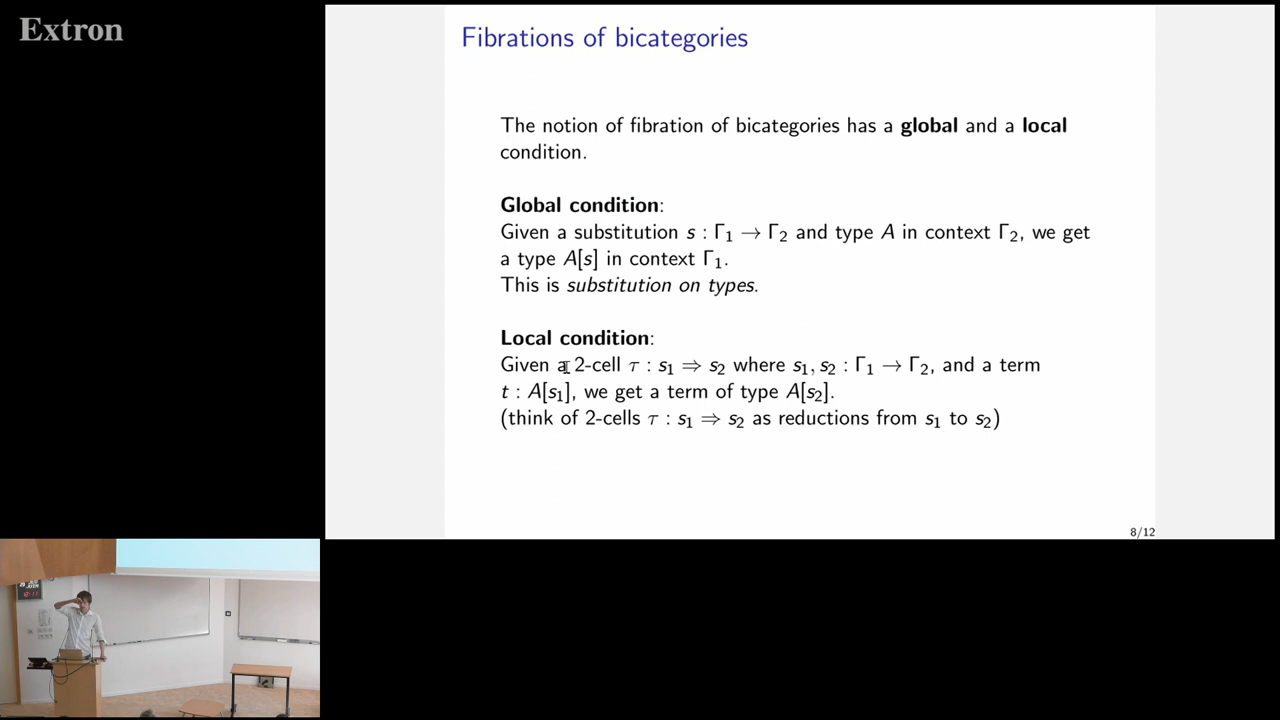 Extron
Fibrations of bicategories
The notion of fibration of bicategories has a global and a local
condition.
Global condition:
Given a substitution s : Γ₁ → Γ₂ and type A in context Γ₂, we get
a type A[s] in context Γ₁.
This is substitution on types.
Local condition:
Given a 2-cell τ : s₁ ⇒ s₂ where s₁, s₂ : Γ₁ → Γ₂, and a term
t : A[s₁], we get a term of type A[s₂].
(think of 2-cells τ : s₁ ⇒ s₂ as reductions from s₁ to s₂)
8/12